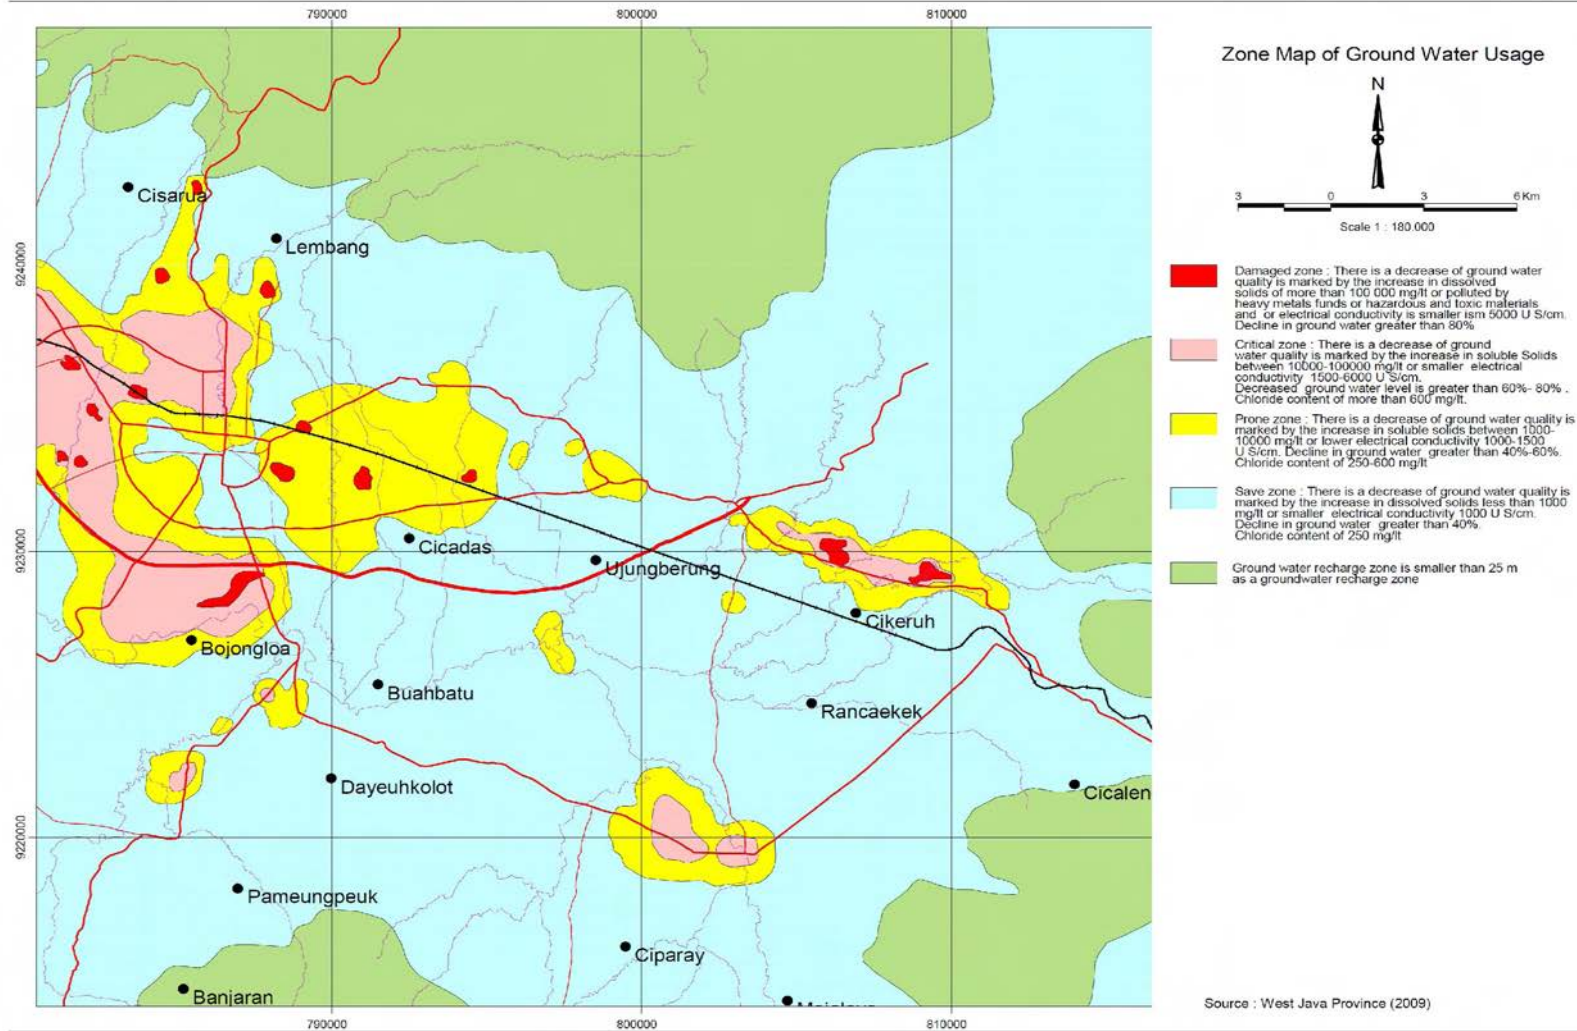 790000
800000
810000
Zone Map of Ground Water Usage
N
3 0 3 6 Km
Scale 1 : 180.000
9240000
9230000
9220000
Cisarua
Lembang
Cicadas
Ujungberung
Cikeruh
Bojongloa
Buahbatu
Rancaekek
Dayeuhkolot
Cicalen
Pameungpeuk
Ciparay
Banjaran
Damaged zone : There is a decrease of ground water
quality is marked by the increase in dissolved
solids of more than 100 000 mg/lt or polluted by
heavy metals funds or hazardous and toxic materials
and or electrical conductivity is smaller ism 5000 U S/cm.
Decline in ground water greater than 80%
Critical zone : There is a decrease of ground
water quality is marked by the increase in soluble Solids
between 10000-100000 mg/lt or smaller electrical
conductivity 1500-6000 U S/cm.
Decreased ground water level is greater than 60%- 80% .
Chloride content of more than 600 mg/lt.
Prone zone : There is a decrease of ground water quality is
marked by the increase in soluble solids between 1000-
10000 mg/lt or lower electrical conductivity 1000-1500
U S/cm. Decline in ground water greater than 40%-60%.
Chloride content of 250-600 mg/lt
Save zone : There is a decrease of ground water quality is
marked by the increase in dissolved solids less than 1000
mg/lt or smaller electrical conductivity 1000 U S/cm.
Decline in ground water greater than 40%.
Chloride content of 250 mg/lt
Ground water recharge zone is smaller than 25 m
as a groundwater recharge zone
Source : West Java Province (2009)
790000
800000
810000